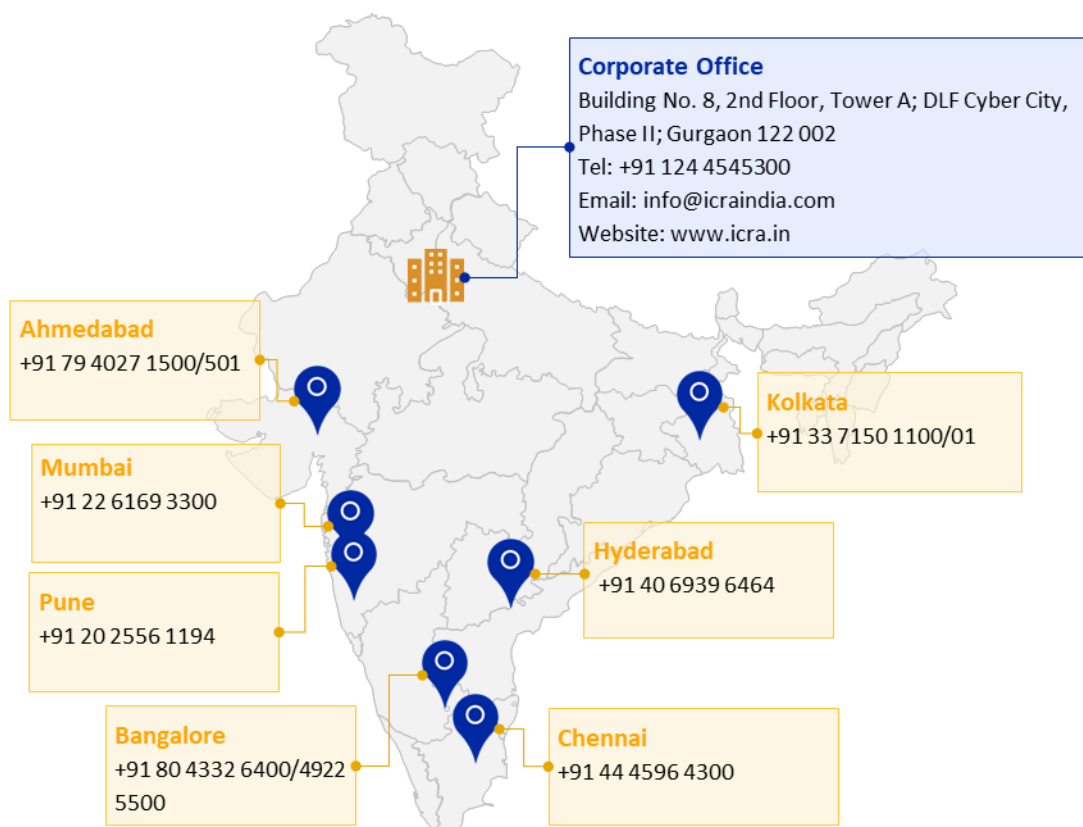 Corporate Office
Building No. 8, 2nd Floor, Tower A; DLF Cyber City,
Phase II; Gurgaon 122 002
Tel: +91 124 4545300
Email: info@icraindia.com
Website: www.icra.in
Ahmedabad
+91 79 4027 1500/501
Kolkata
+91 33 7150 1100/01
Mumbai
+91 22 6169 3300
Hyderabad
+91 40 6939 6464
Pune
+91 20 2556 1194
Bangalore
+91 80 4332 6400/4922
5500
Chennai
+91 44 4596 4300